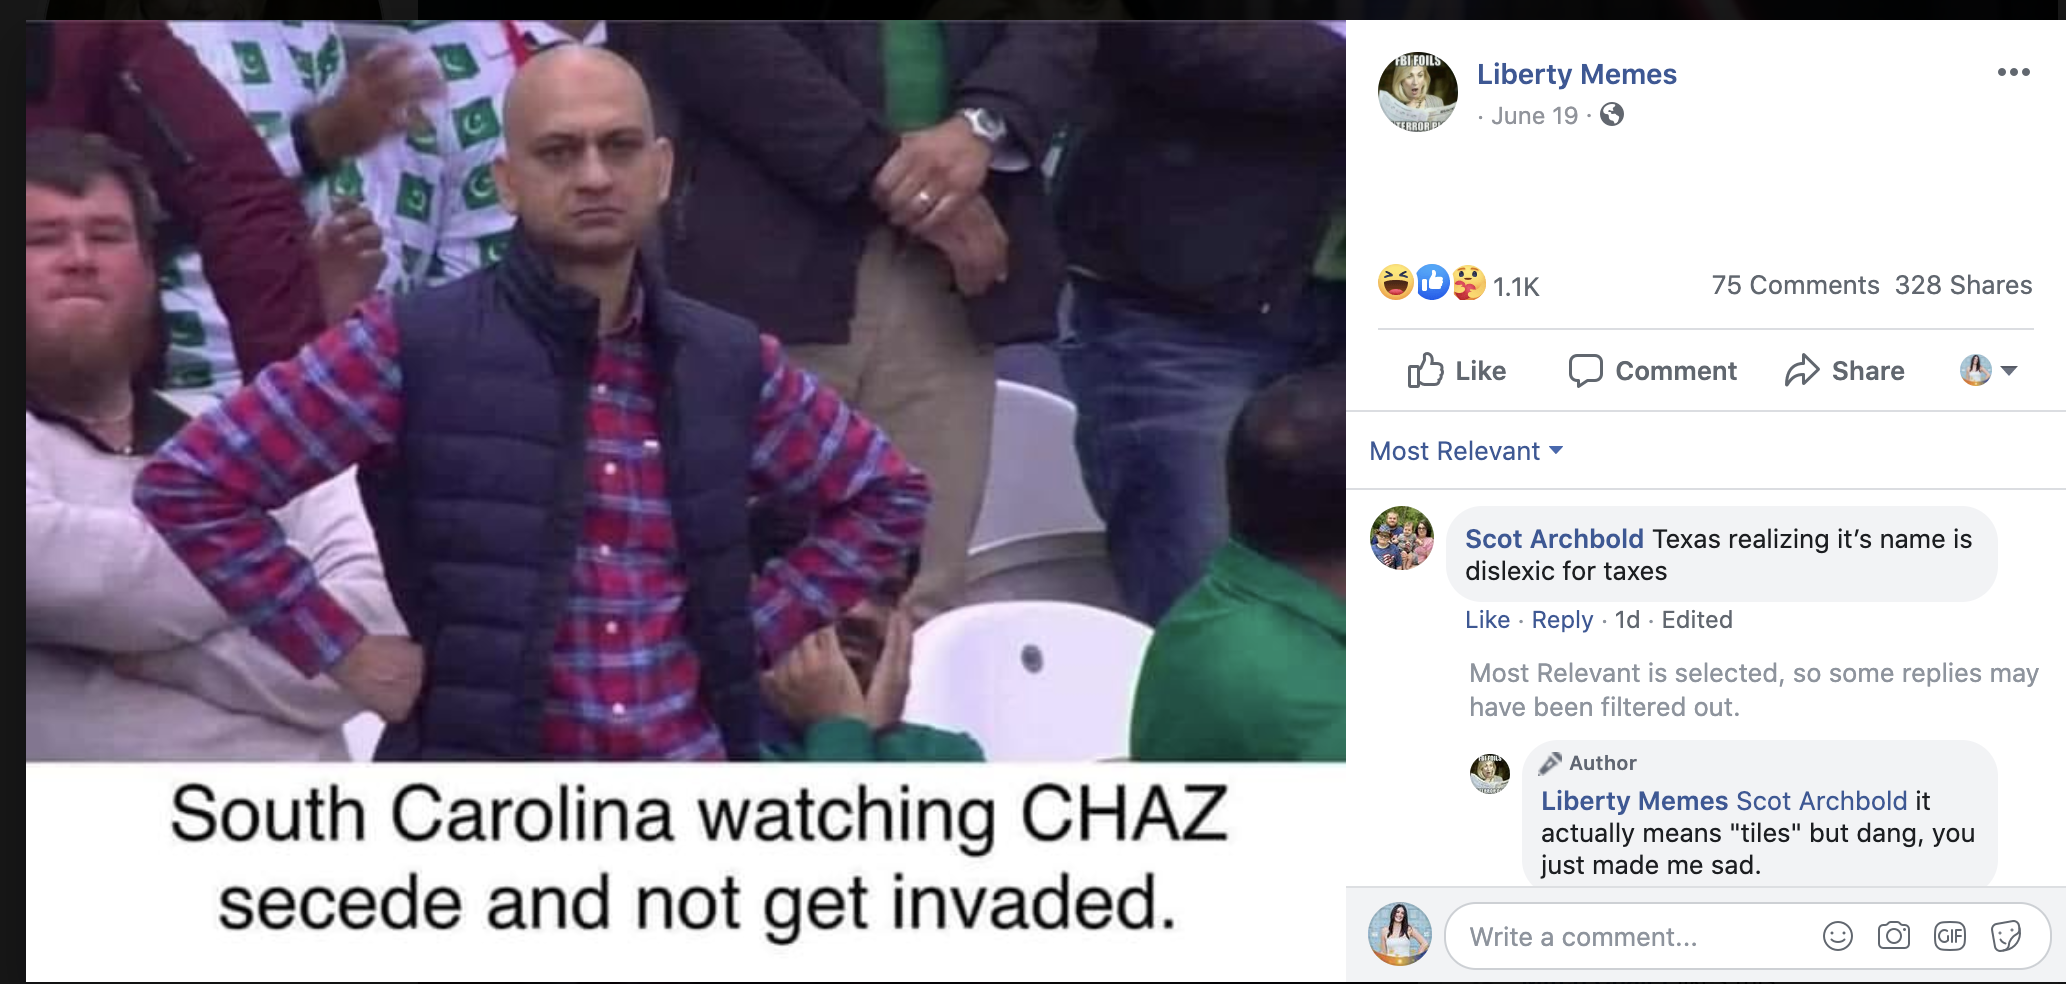 South Carolina watching CHAZ
secede and not get invaded.
FBI FOILS
Liberty Memes
· June 19 ·
1.1K
75 Comments 328 Shares
Like
Comment
Share
Most Relevant
Scot Archbold Texas realizing it’s name is
dislexic for taxes
Like · Reply · 1d · Edited
Most Relevant is selected, so some replies may
have been filtered out.
Author
Liberty Memes Scot Archbold it
actually means "tiles" but dang, you
just made me sad.
Write a comment...
GIF